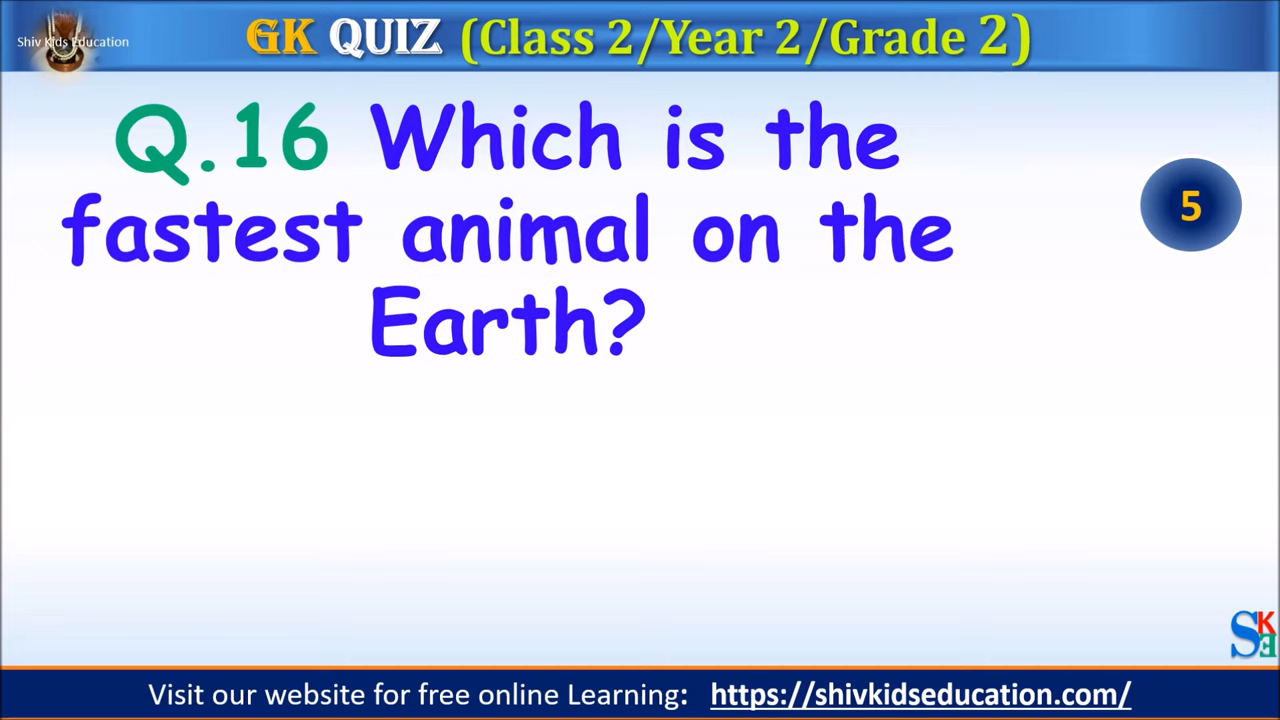 Shiv Kids Education
GK QUIZ (Class 2/Year 2/Grade 2)
Q.16 Which is the
fastest animal on the
Earth?
5
SKE
Visit our website for free online Learning: https://shivkidseducation.com/